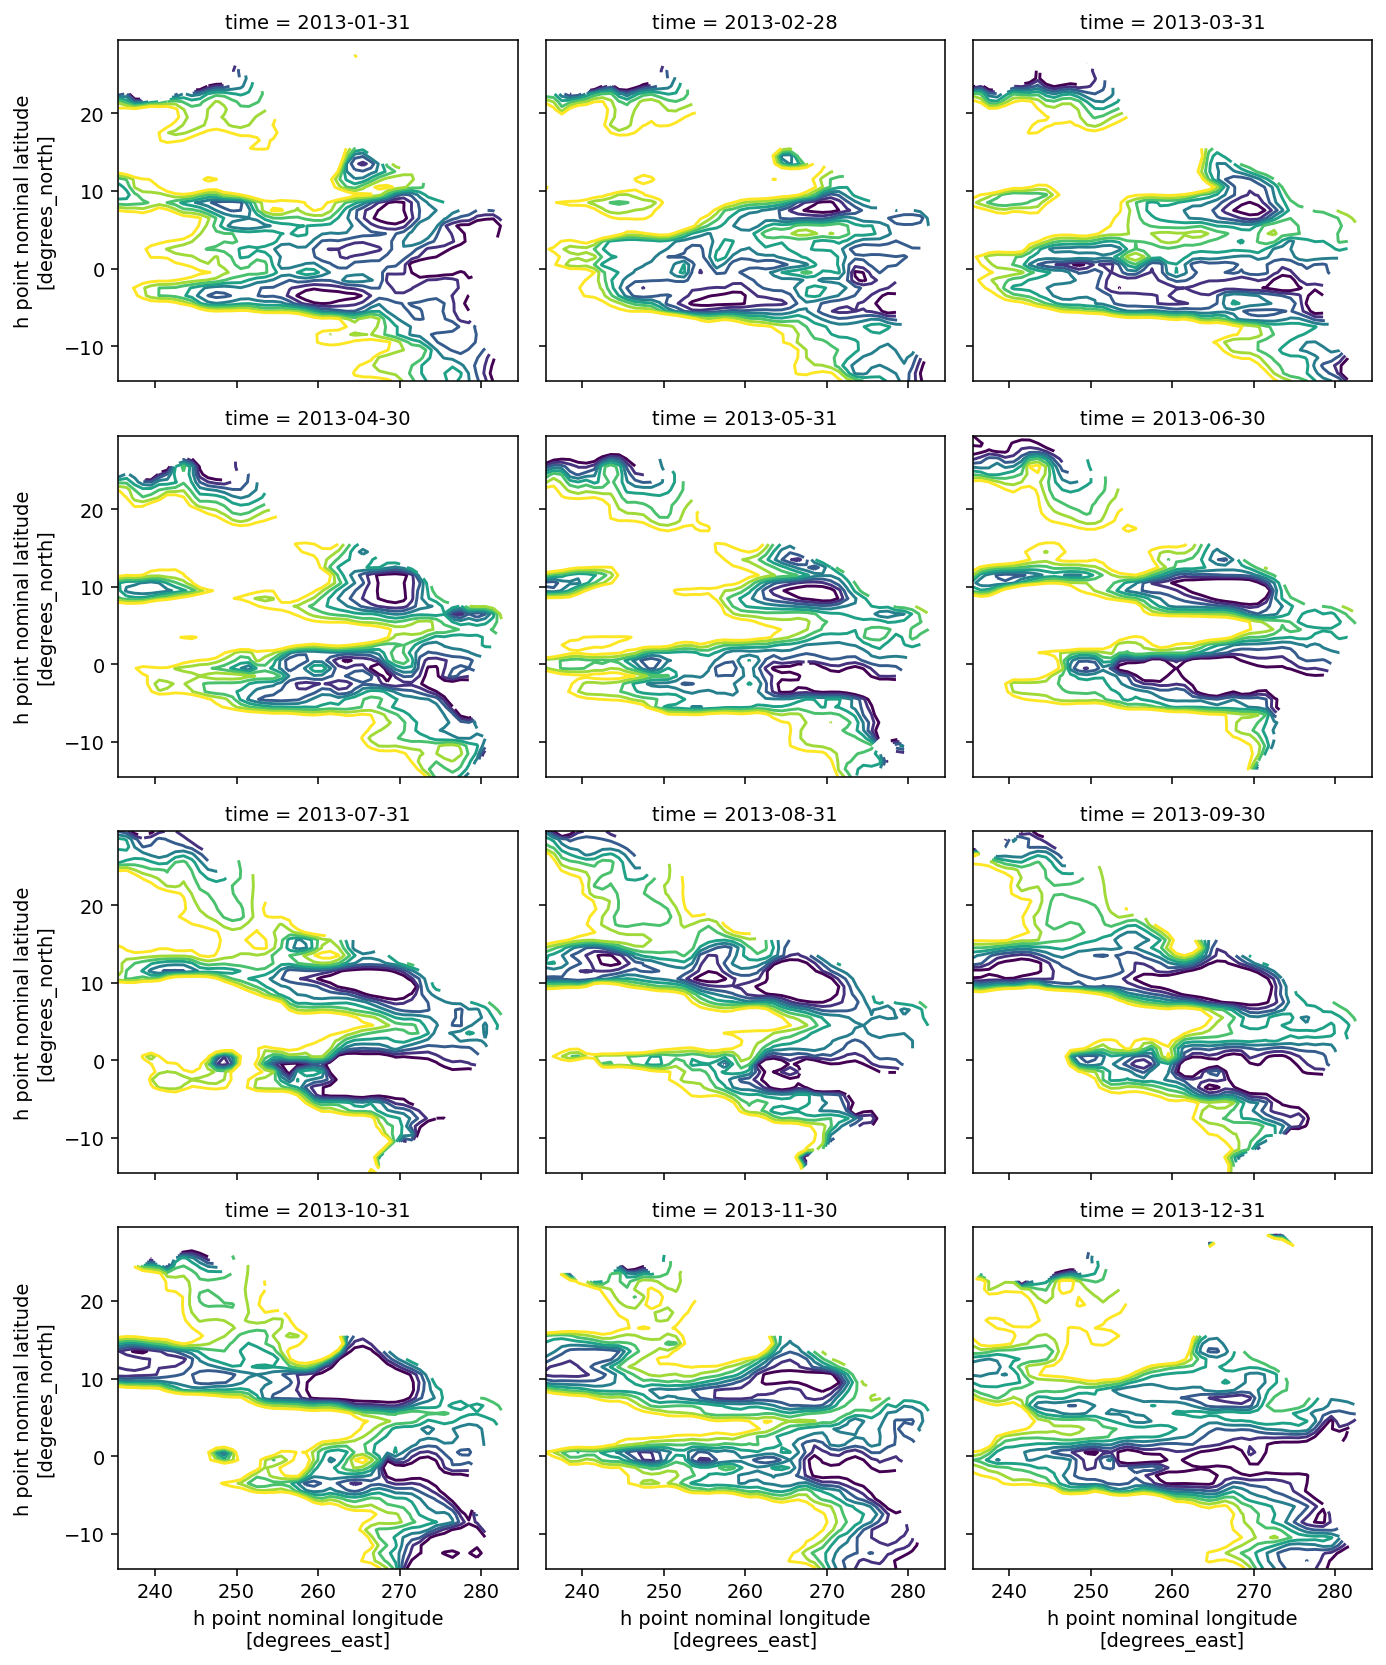 time = 2013-01-31
time = 2013-02-28
time = 2013-03-31
h point nominal latitude
[degrees_north]
20
10
0
−10
time = 2013-04-30
time = 2013-05-31
time = 2013-06-30
h point nominal latitude
[degrees_north]
20
10
0
−10
time = 2013-07-31
time = 2013-08-31
time = 2013-09-30
h point nominal latitude
[degrees_north]
20
10
0
−10
time = 2013-10-31
time = 2013-11-30
time = 2013-12-31
h point nominal latitude
[degrees_north]
20
10
0
−10
240 250 260 270 280
240 250 260 270 280
240 250 260 270 280
h point nominal longitude
[degrees_east]
h point nominal longitude
[degrees_east]
h point nominal longitude
[degrees_east]